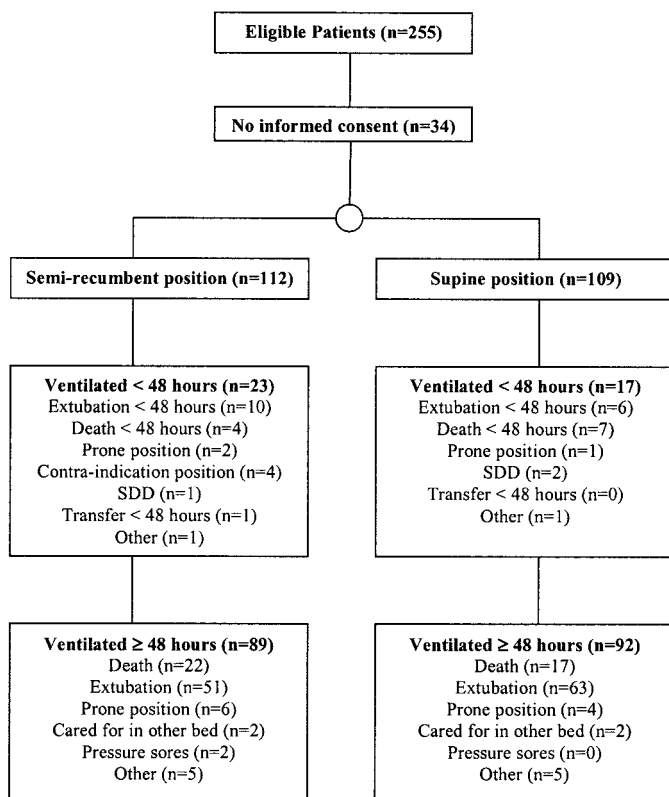 Eligible Patients (n=255)
No informed consent (n=34)
Semi-recumbent position (n=112)
Supine position (n=109)
Ventilated < 48 hours (n=23)
Extubation < 48 hours (n=10)
Death < 48 hours (n=4)
Prone position (n=2)
Contra-indication position (n=4)
SDD (n=1)
Transfer < 48 hours (n=1)
Other (n=1)
Ventilated < 48 hours (n=17)
Extubation < 48 hours (n=6)
Death < 48 hours (n=7)
Prone position (n=1)
SDD (n=2)
Transfer < 48 hours (n=0)
Other (n=1)
Ventilated ≥ 48 hours (n=89)
Death (n=22)
Extubation (n=51)
Prone position (n=6)
Cared for in other bed (n=2)
Pressure sores (n=2)
Other (n=5)
Ventilated ≥ 48 hours (n=92)
Death (n=17)
Extubation (n=63)
Prone position (n=4)
Cared for in other bed (n=2)
Pressure sores (n=0)
Other (n=5)